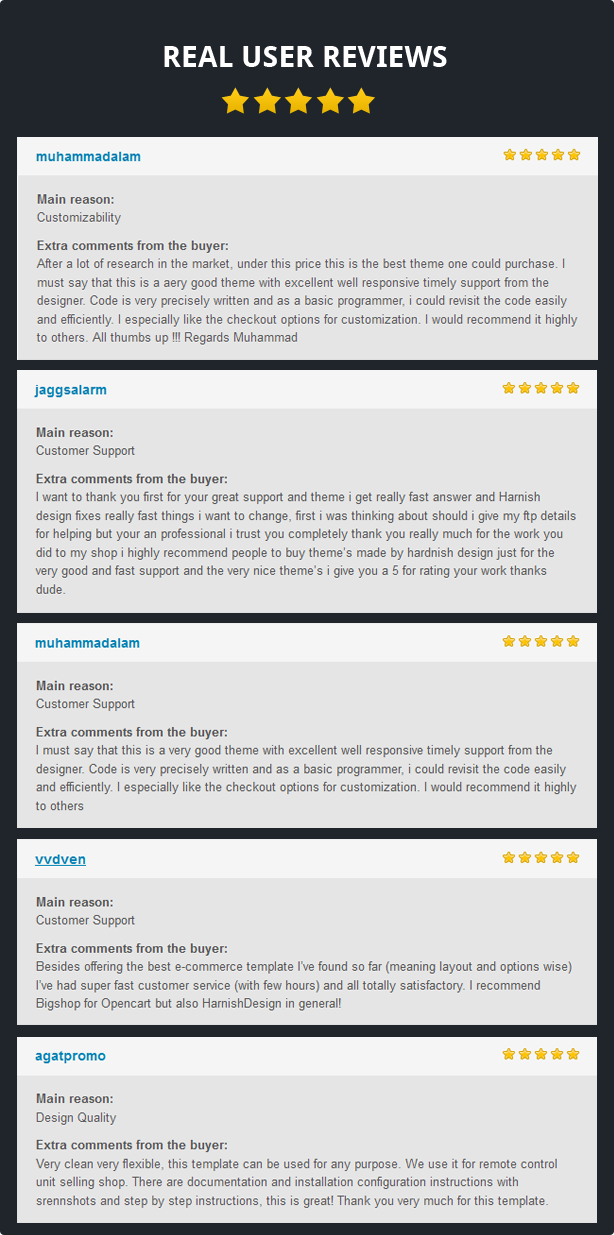 REAL USER REVIEWS
muhammadalam
Main reason:
Customizability
Extra comments from the buyer:
After a lot of research in the market, under this price this is the best theme one could purchase. I
must say that this is a aery good theme with excellent well responsive timely support from the
designer. Code is very precisely written and as a basic programmer, i could revisit the code easily
and efficiently. I especially like the checkout options for customization. I would recommend it highly
to others. All thumbs up !!! Regards Muhammad
jaggsalarm
Main reason:
Customer Support
Extra comments from the buyer:
I want to thank you first for your great support and theme i get really fast answer and Harnish
design fixes really fast things i want to change, first i was thinking about should i give my ftp details
for helping but your an professional i trust you completely thank you really much for the work you
did to my shop i highly recommend people to buy theme's made by hardnish design just for the
very good and fast support and the very nice theme's i give you a 5 for rating your work thanks
dude.
muhammadalam
Main reason:
Customer Support
Extra comments from the buyer:
I must say that this is a very good theme with excellent well responsive timely support from the
designer. Code is very precisely written and as a basic programmer, i could revisit the code easily
and efficiently. I especially like the checkout options for customization. I would recommend it highly
to others
vvdven
Main reason:
Customer Support
Extra comments from the buyer:
Besides offering the best e-commerce template I've found so far (meaning layout and options wise)
I've had super fast customer service (with few hours) and all totally satisfactory. I recommend
Bigshop for Opencart but also HarnishDesign in general!
agatpromo
Main reason:
Design Quality
Extra comments from the buyer:
Very clean very flexible, this template can be used for any purpose. We use it for remote control
unit selling shop. There are documentation and installation configuration instructions with
srennshots and step by step instructions, this is great! Thank you very much for this template.